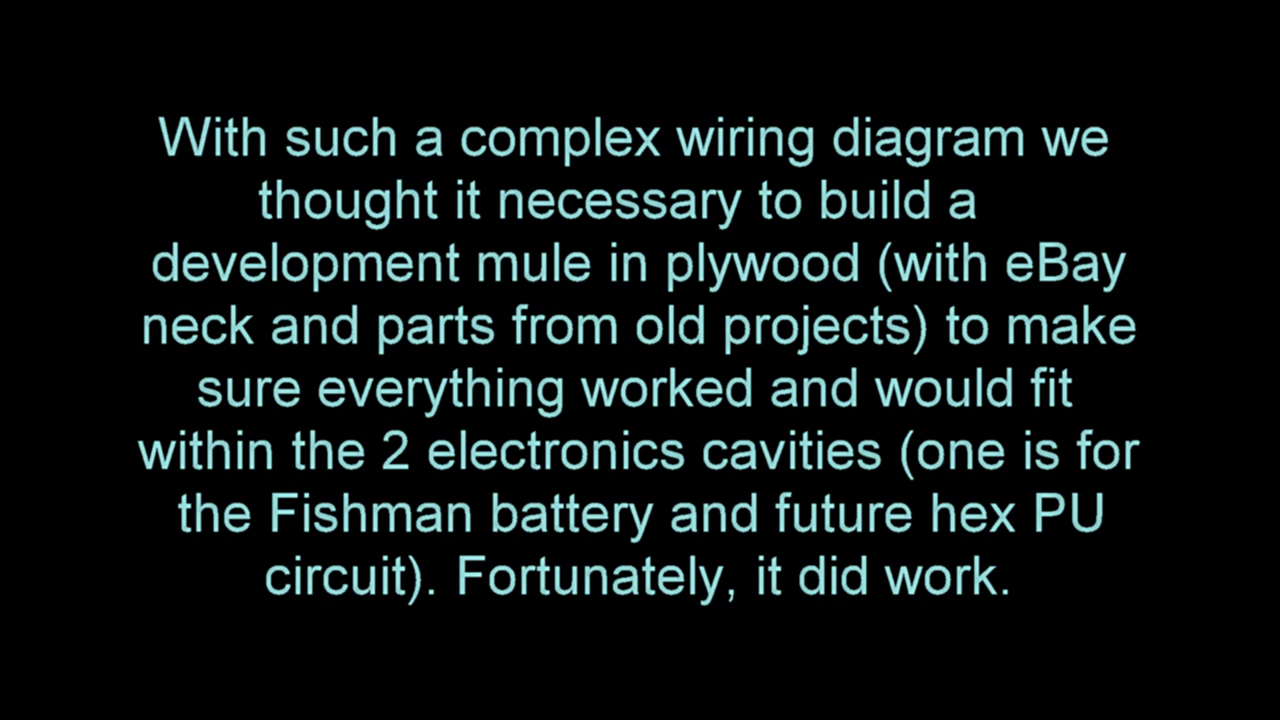 With such a complex wiring diagram we
thought it necessary to build a
development mule in plywood (with eBay
neck and parts from old projects) to make
sure everything worked and would fit
within the 2 electronics cavities (one is for
the Fishman battery and future hex PU
circuit). Fortunately, it did work.